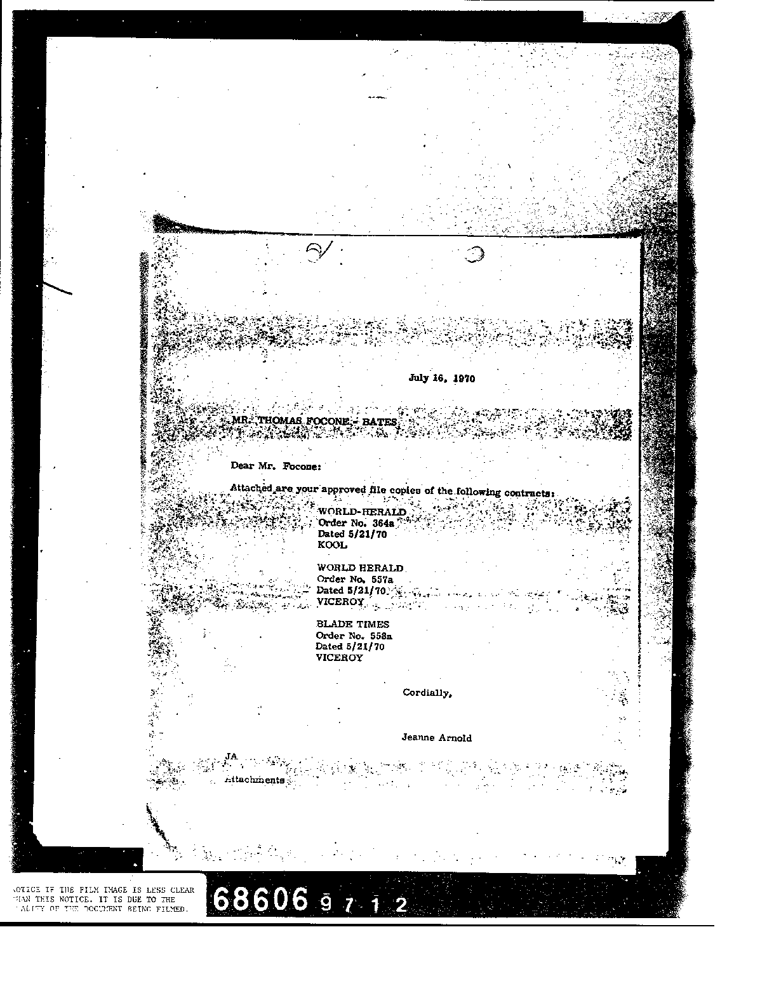 July 16, 1970
MR. THOMAS FOCONE - BATES
Dear Mr. Focone:
Attached are your approved file copies of the following contracts:
WORLD-HERALD
Order No. 364a
Dated 5/21/70
KOOL
WORLD HERALD
Order No. 557a
Dated 5/21/70
VICEROY
BLADE TIMES
Order No. 558a
Dated 5/21/70
VICEROY
Cordially,
Jeanne Arnold
JA
Attachments
OTICE IF THE FILM IMAGE IS LESS CLEAR
THAN THIS NOTICE. IT IS DUE TO THE
ALITY OF THE DOCUMENT BEING FILMED.
68606 9712